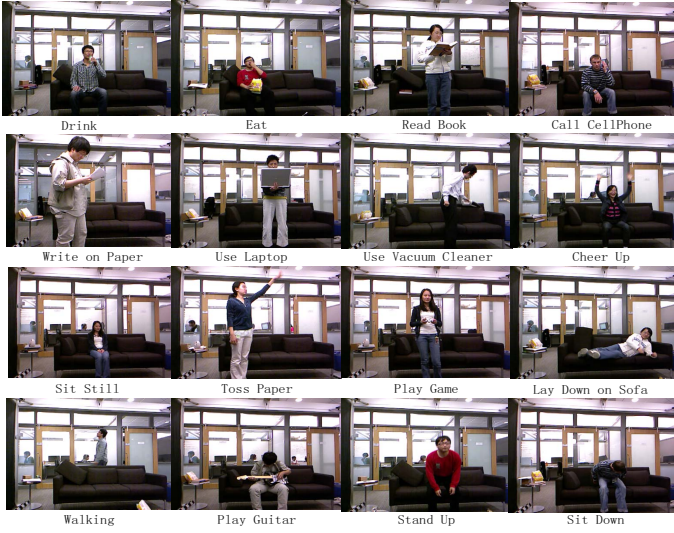 Drink Eat Read Book Call CellPhone
Write on Paper Use Laptop Use Vacuum Cleaner Cheer Up
Sit Still Toss Paper Play Game Lay Down on Sofa
Walking Play Guitar Stand Up Sit Down